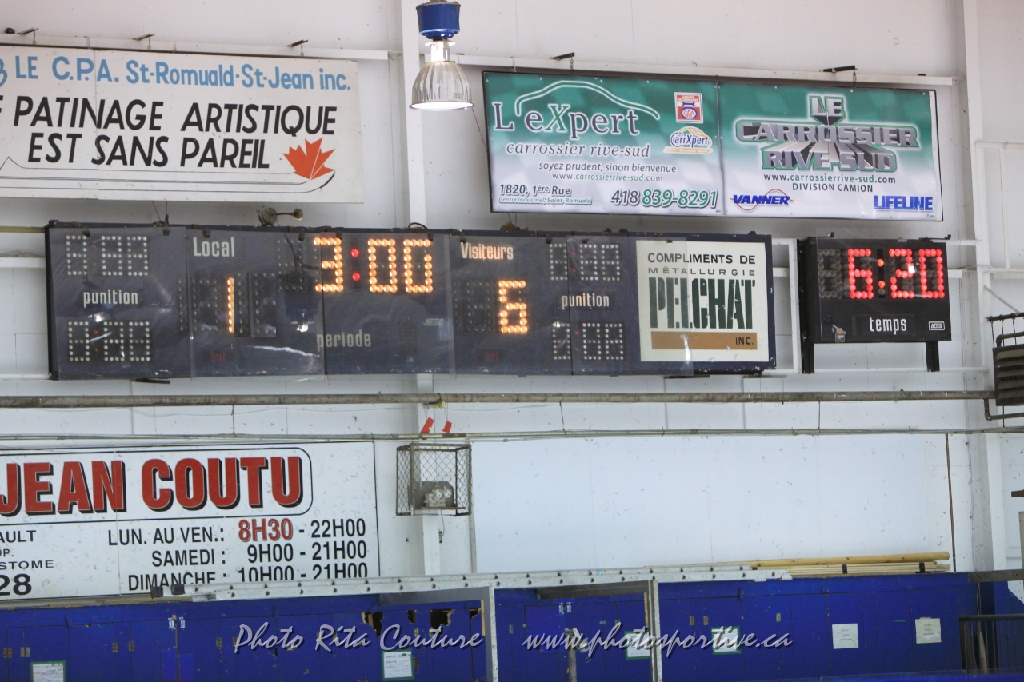 LE C.P.A. St-Romuald-St-Jean inc.
PATINAGE ARTISTIQUE
EST SANS PAREIL
L'eXpert
carrossier rive-sud
soyez prudent, sinon bienvenue
www.carrossierrive-sud.com
1820, 1ère Rue
418 839-8291
LE
CARROSSIER
RIVE-SUD
www.carrossierrive-sud.com
DIVISION CAMION
VANNER
LIFELINE
Local
3:00
Visiteurs
punition
1
periode
6
punition
COMPLIMENTS DE
MÉTALLURGIE
PELCHAT
INC.
6:20
temps
JEAN COUTU
LUN. AU VEN.: 8H30 - 22H00
SAMEDI : 9H00 - 21H00
DIMANCHE : 10H00 - 21H00
28
Photo Rita Couture www.photosportive.ca